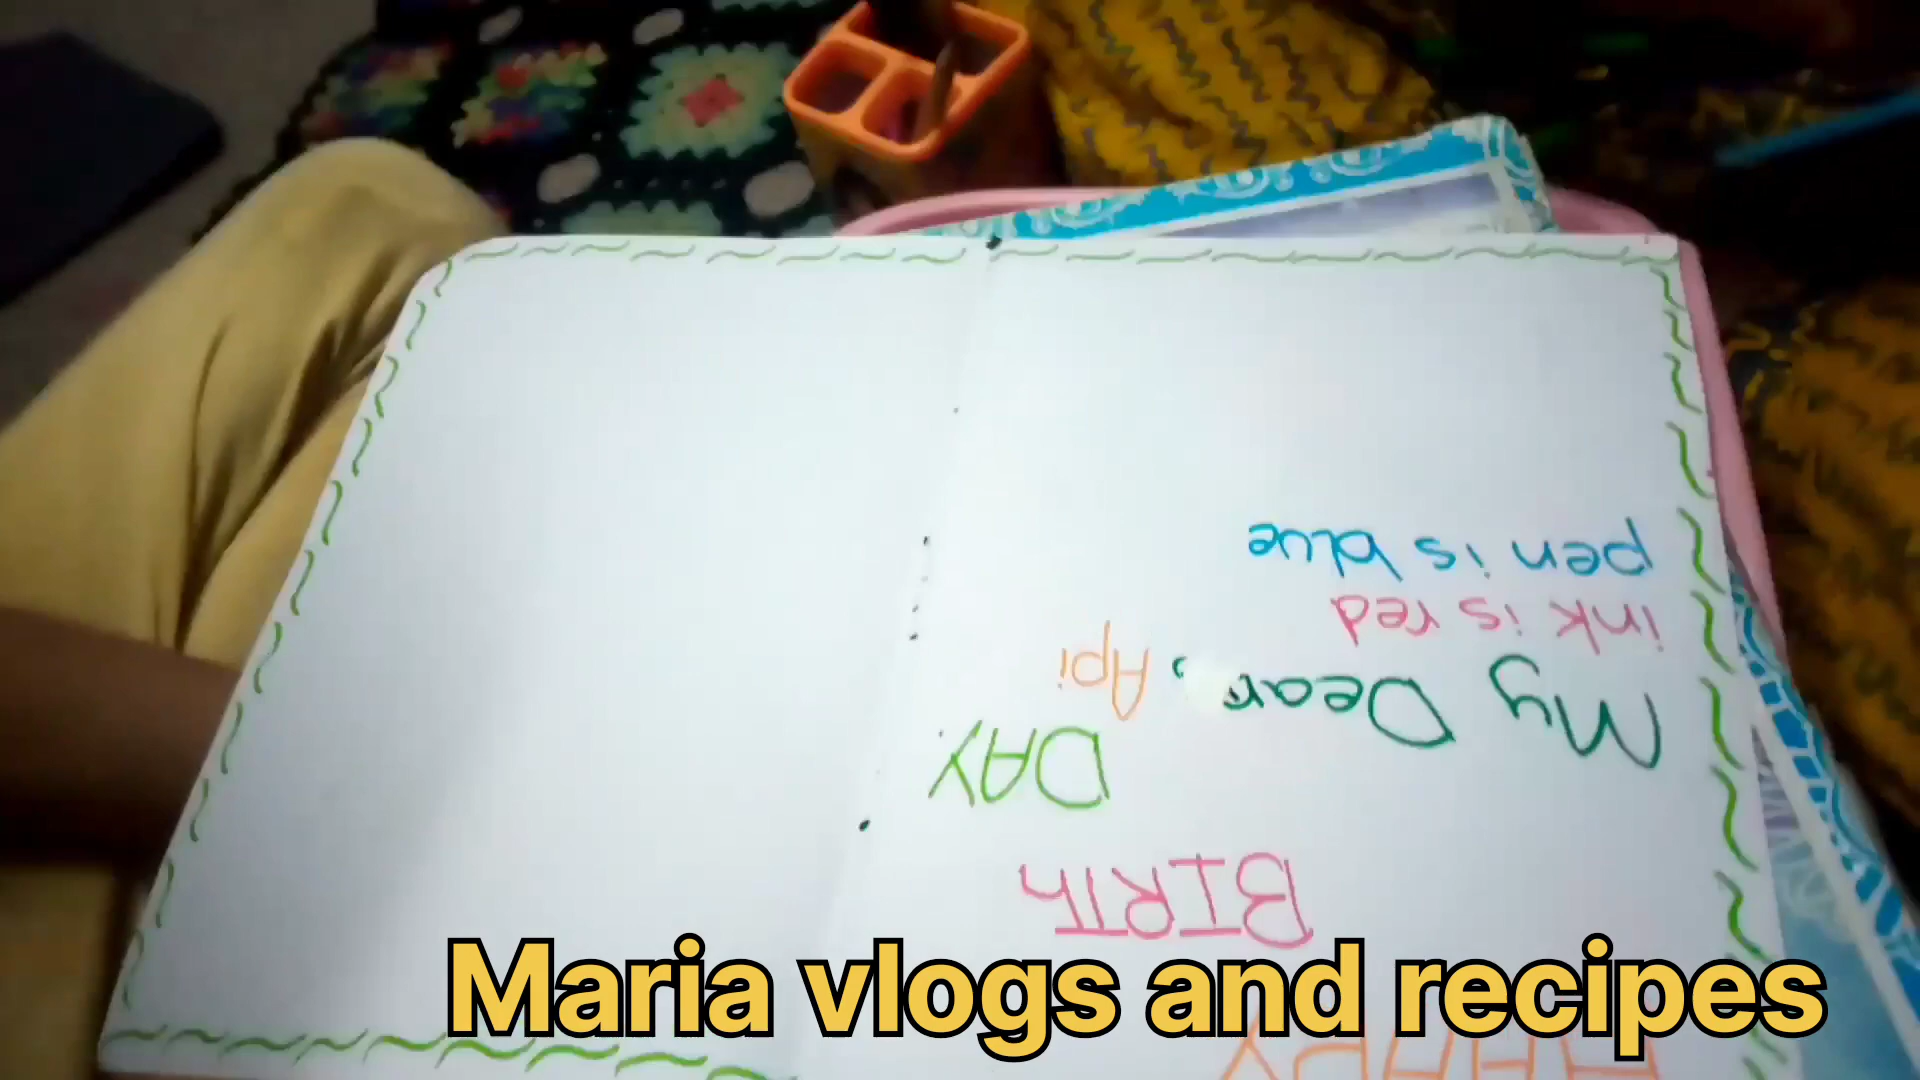 HAPPY
BIRTh
DAY
My Dear, Api
ink is red
pen is blue
Maria vlogs and recipes